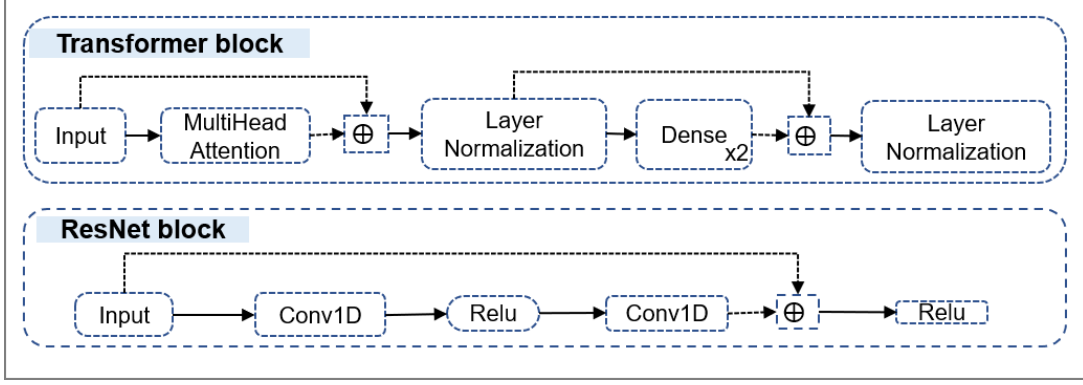 Transformer block
Input
MultiHead
Attention
⊕
Layer
Normalization
Dense
x2
⊕
Layer
Normalization
ResNet block
Input
Conv1D
Relu
Conv1D
⊕
Relu